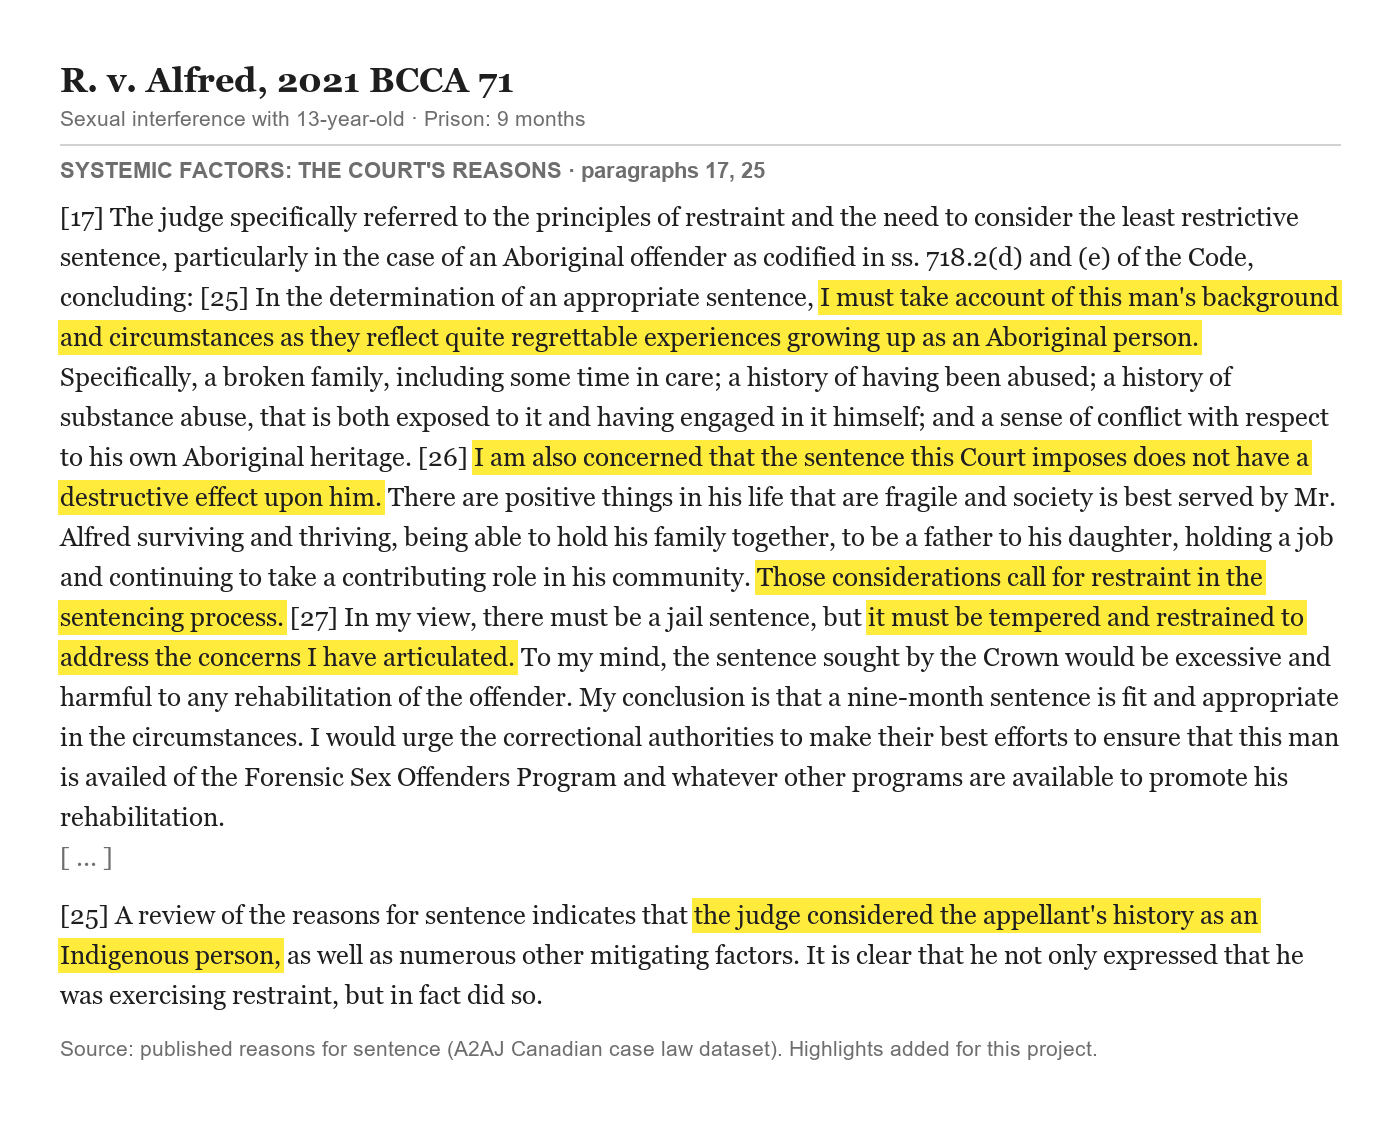 R. v. Alfred, 2021 BCCA 71
Sexual interference with 13-year-old · Prison: 9 months
SYSTEMIC FACTORS: THE COURT'S REASONS · paragraphs 17, 25
[17] The judge specifically referred to the principles of restraint and the need to consider the least restrictive
sentence, particularly in the case of an Aboriginal offender as codified in ss. 718.2(d) and (e) of the Code,
concluding: [25] In the determination of an appropriate sentence, I must take account of this man's background
and circumstances as they reflect quite regrettable experiences growing up as an Aboriginal person.
Specifically, a broken family, including some time in care; a history of having been abused; a history of
substance abuse, that is both exposed to it and having engaged in it himself; and a sense of conflict with respect
to his own Aboriginal heritage. [26] I am also concerned that the sentence this Court imposes does not have a
destructive effect upon him. There are positive things in his life that are fragile and society is best served by Mr.
Alfred surviving and thriving, being able to hold his family together, to be a father to his daughter, holding a job
and continuing to take a contributing role in his community. Those considerations call for restraint in the
sentencing process. [27] In my view, there must be a jail sentence, but it must be tempered and restrained to
address the concerns I have articulated. To my mind, the sentence sought by the Crown would be excessive and
harmful to any rehabilitation of the offender. My conclusion is that a nine-month sentence is fit and appropriate
in the circumstances. I would urge the correctional authorities to make their best efforts to ensure that this man
is availed of the Forensic Sex Offenders Program and whatever other programs are available to promote his
rehabilitation.
[ ... ]
[25] A review of the reasons for sentence indicates that the judge considered the appellant's history as an
Indigenous person, as well as numerous other mitigating factors. It is clear that he not only expressed that he
was exercising restraint, but in fact did so.
Source: published reasons for sentence (A2AJ Canadian case law dataset). Highlights added for this project.